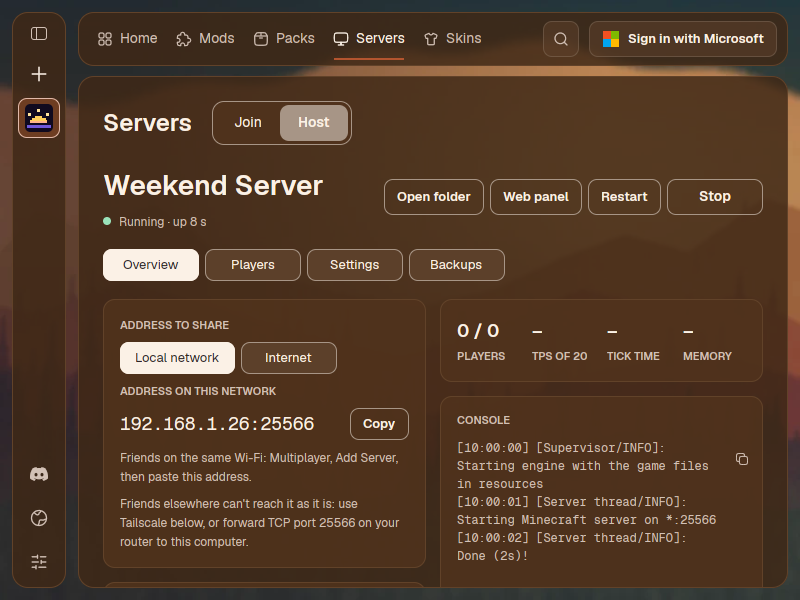 Home
Mods
Packs
Servers
Skins
Sign in with Microsoft
Servers
Join
Host
Weekend Server
Running · up 8 s
Open folder
Web panel
Restart
Stop
Overview
Players
Settings
Backups
ADDRESS TO SHARE
Local network
Internet
ADDRESS ON THIS NETWORK
192.168.1.26:25566
Copy
Friends on the same Wi-Fi: Multiplayer, Add Server,
then paste this address.
Friends elsewhere can't reach it as it is: use
Tailscale below, or forward TCP port 25566 on your
router to this computer.
0 / 0
PLAYERS
–
TPS OF 20
–
TICK TIME
–
MEMORY
CONSOLE
[10:00:00] [Supervisor/INFO]:
Starting engine with the game files
in resources
[10:00:01] [Server thread/INFO]:
Starting Minecraft server on *:25566
[10:00:02] [Server thread/INFO]:
Done (2s)!